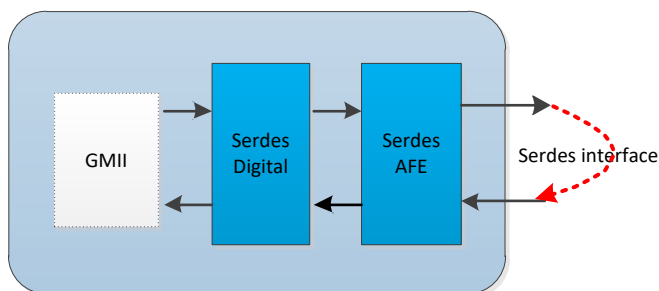 GMII
Serdes
Digital
Serdes
AFE
Serdes interface